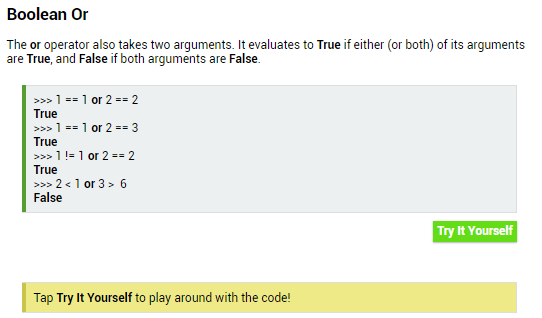 Boolean Or
The or operator also takes two arguments. It evaluates to True if either (or both) of its arguments
are True, and False if both arguments are False.
>>> 1 == 1 or 2 == 2
True
>>> 1 == 1 or 2 == 3
True
>>> 1 != 1 or 2 == 2
True
>>> 2 < 1 or 3 > 6
False
Try It Yourself
Tap Try It Yourself to play around with the code!